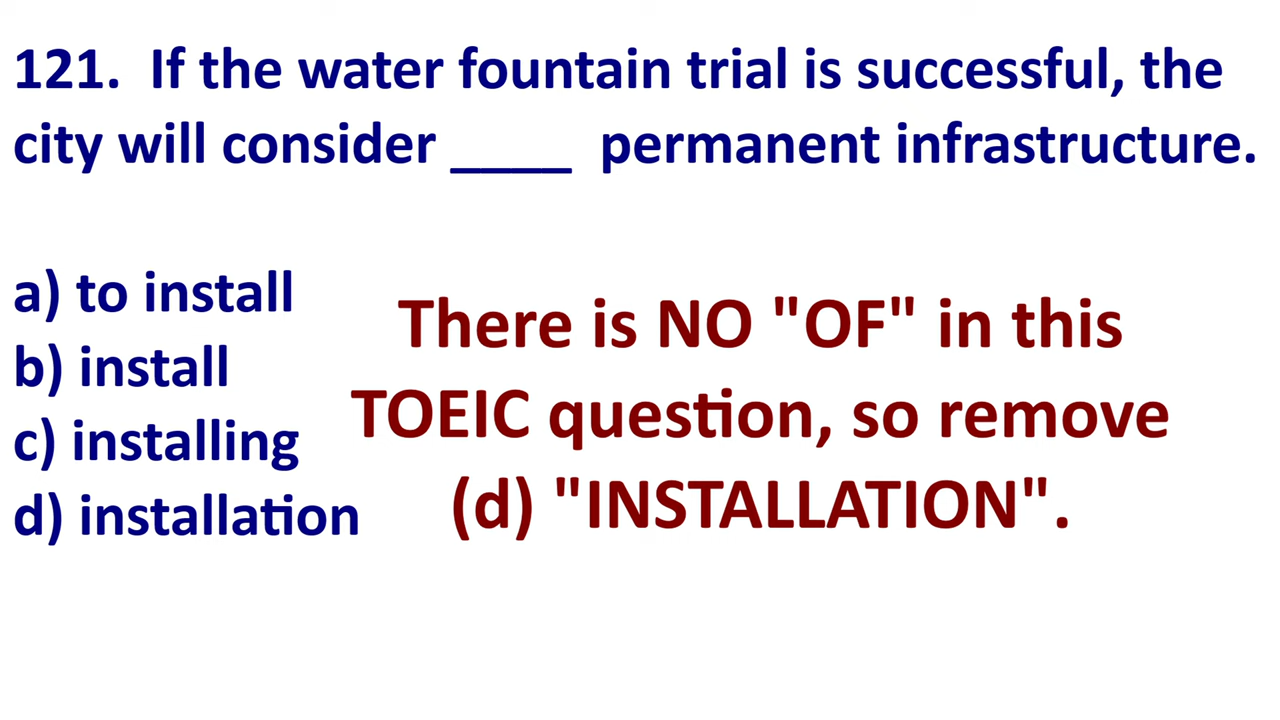 121.  If the water fountain trial is successful, the
city will consider ____  permanent infrastructure.
a) to install
b) install
c) installing
d) installation
There is NO "OF" in this
TOEIC question, so remove
(d) "INSTALLATION".